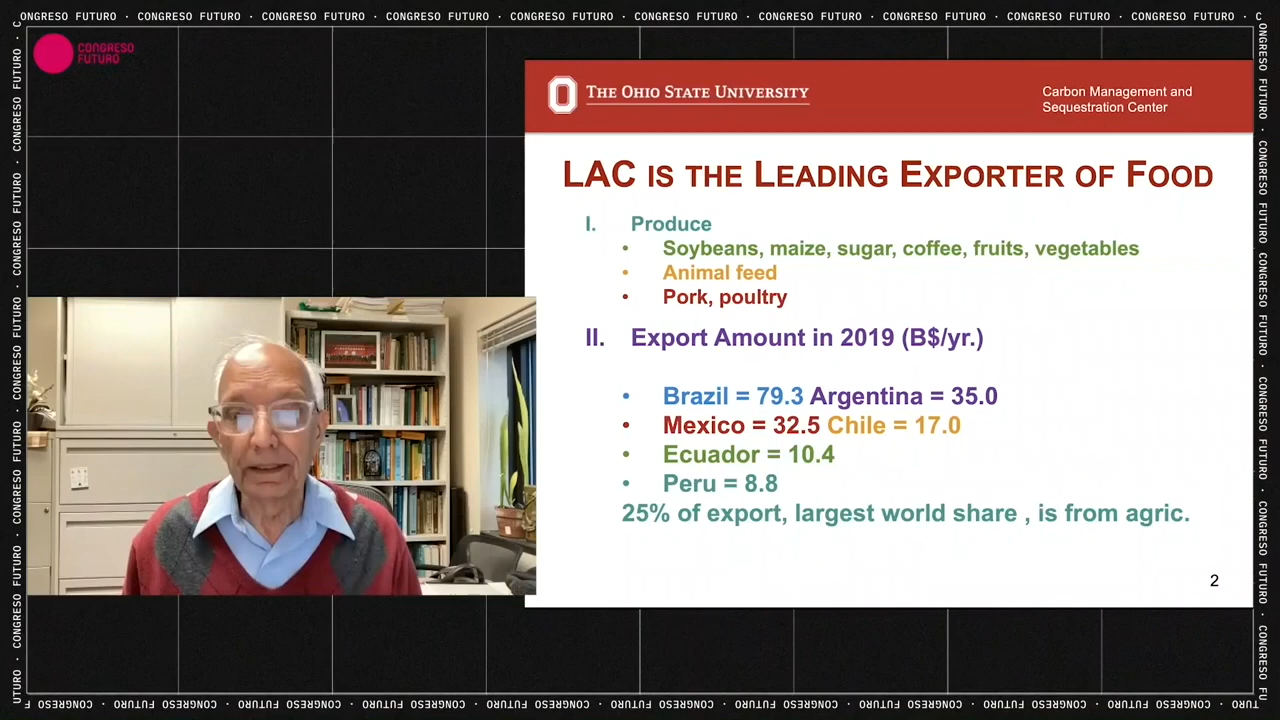 CONGRESO FUTURO · CONGRESO FUTURO · CONGRESO FUTURO · CONGRESO FUTURO · CONGRESO FUTURO · CONGRESO FUTURO · CONGRESO FUTURO · CONGRESO FUTURO · CONGRESO FUTURO · CONGRESO FUTURO · C
CONGRESO
FUTURO
THE OHIO STATE UNIVERSITY
Carbon Management and
Sequestration Center
LAC IS THE LEADING EXPORTER OF FOOD
I. Produce
• Soybeans, maize, sugar, coffee, fruits, vegetables
• Animal feed
• Pork, poultry
II. Export Amount in 2019 (B$/yr.)
• Brazil = 79.3 Argentina = 35.0
• Mexico = 32.5 Chile = 17.0
• Ecuador = 10.4
• Peru = 8.8
25% of export, largest world share , is from agric.
2